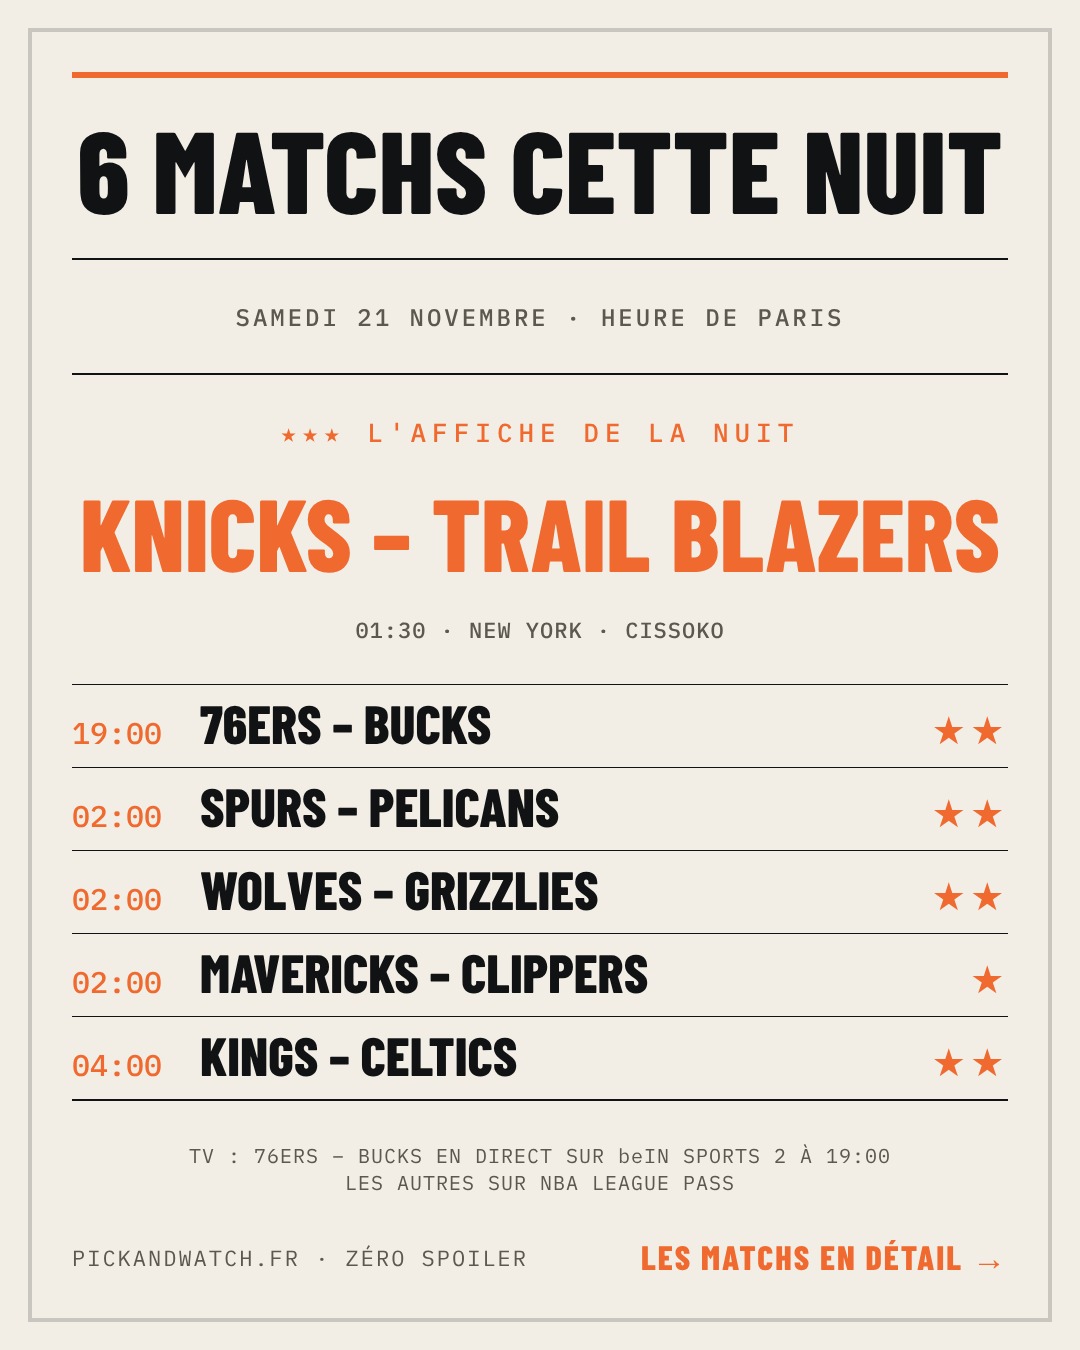 6 MATCHS CETTE NUIT
SAMEDI 21 NOVEMBRE · HEURE DE PARIS
★★★ L'AFFICHE DE LA NUIT
KNICKS – TRAIL BLAZERS
01:30 · NEW YORK · CISSOKO
19:00 76ERS – BUCKS ★★
02:00 SPURS – PELICANS ★★
02:00 WOLVES – GRIZZLIES ★★
02:00 MAVERICKS – CLIPPERS ★
04:00 KINGS – CELTICS ★★
TV : 76ERS – BUCKS EN DIRECT SUR beIN SPORTS 2 À 19:00
LES AUTRES SUR NBA LEAGUE PASS
PICKANDWATCH.FR · ZÉRO SPOILER LES MATCHS EN DÉTAIL →